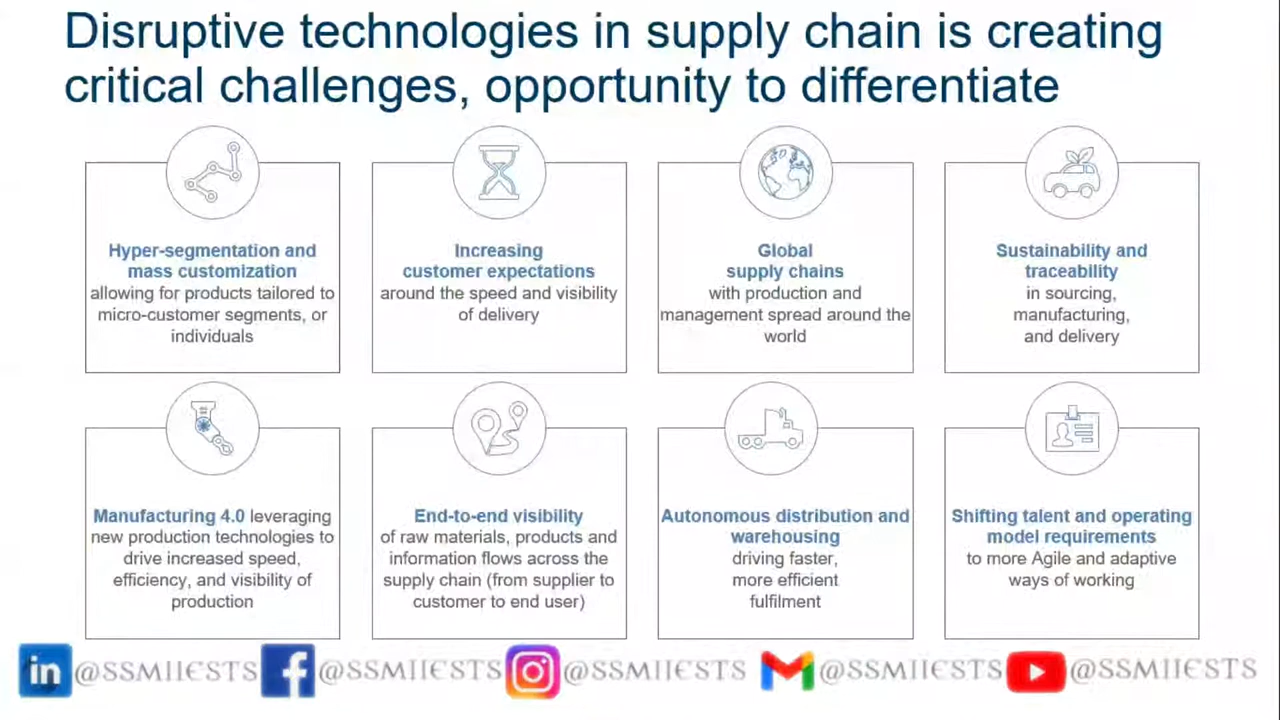 Disruptive technologies in supply chain is creating
critical challenges, opportunity to differentiate
Hyper-segmentation and
mass customization
allowing for products tailored to
micro-customer segments, or
individuals
Increasing
customer expectations
around the speed and visibility
of delivery
Global
supply chains
with production and
management spread around the
world
Sustainability and
traceability
in sourcing,
manufacturing,
and delivery
Manufacturing 4.0 leveraging
new production technologies to
drive increased speed,
efficiency, and visibility of
production
End-to-end visibility
of raw materials, products and
information flows across the
supply chain (from supplier to
customer to end user)
Autonomous distribution and
warehousing
driving faster,
more efficient
fulfilment
Shifting talent and operating
model requirements
to more Agile and adaptive
ways of working
in @SSMIIESTS f @SSMIIESTS @SSMIIESTS @SSMIIESTS @SSMIIESTS